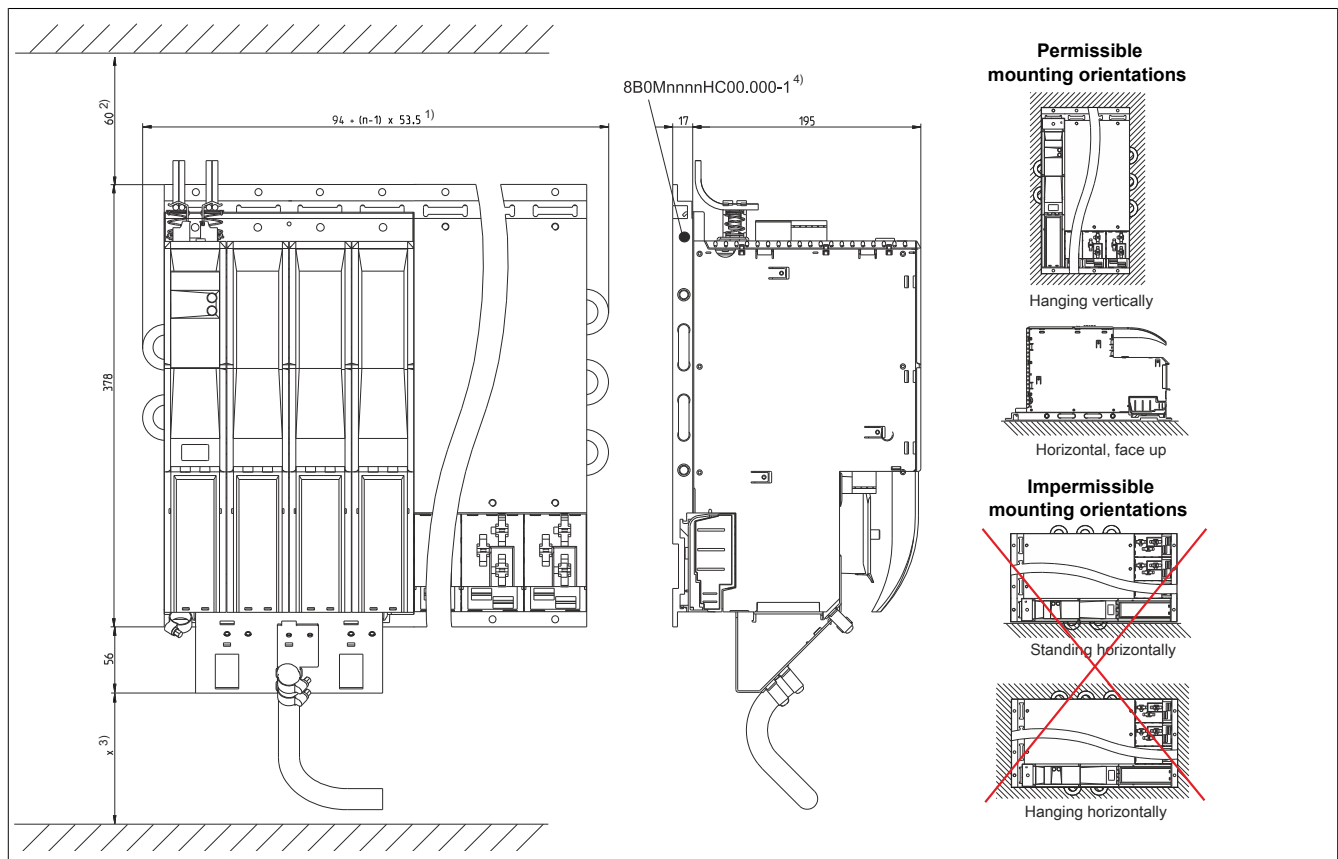 60 2)
94 + (n-1) x 53.5 1)
8B0MnnnnHC00.000-1 4)
17
195
378
56
x 3)
Permissible
mounting orientations
Hanging vertically
Horizontal, face up
Impermissible
mounting orientations
Standing horizontally
Hanging horizontally